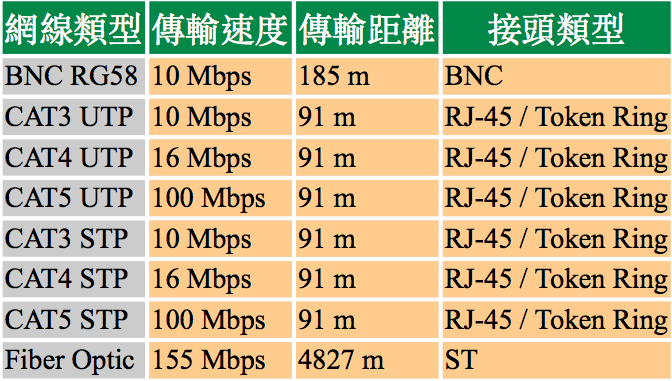 網線類型 傳輸速度 傳輸距離 接頭類型
BNC RG58 10 Mbps 185 m BNC
CAT3 UTP 10 Mbps 91 m RJ-45 / Token Ring
CAT4 UTP 16 Mbps 91 m RJ-45 / Token Ring
CAT5 UTP 100 Mbps 91 m RJ-45 / Token Ring
CAT3 STP 10 Mbps 91 m RJ-45 / Token Ring
CAT4 STP 16 Mbps 91 m RJ-45 / Token Ring
CAT5 STP 100 Mbps 91 m RJ-45 / Token Ring
Fiber Optic 155 Mbps 4827 m ST